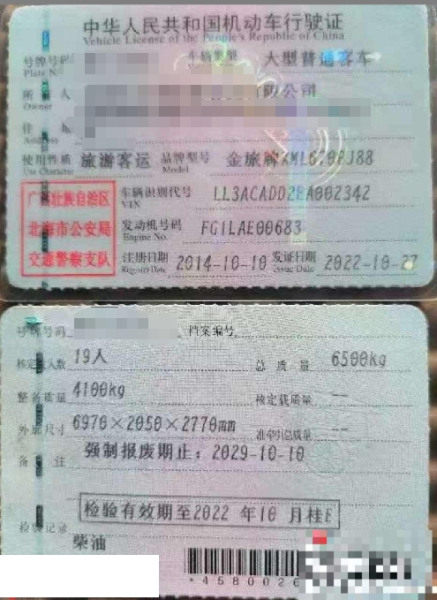 中华人民共和国机动车行驶证
Vehicle License of the People's Republic of China
号牌号码 车辆类型 大型普通客车
Plate No.
所有人 有限公司
Owner
住址
Address
使用性质 旅游客运 品牌型号 金旅牌
Use Character Model
广西壮族自治区
北海市公安局
交通警察支队
车辆识别代号
VIN
发动机号码 FG1LAE00683
Engine No.
注册日期 2014-10-10 发证日期 2022-10-27
Register Date Issue Date
号牌号码 档案编号
核定载人数 19人 总质量 6500kg
整备质量 4100kg 核定载质量 --
外廓尺寸 6970×2050×2770mm 准牵引总质量 --
备注 强制报废期止：2029-10-10
检验有效期至2022 年10 月桂E
检验记录
柴油